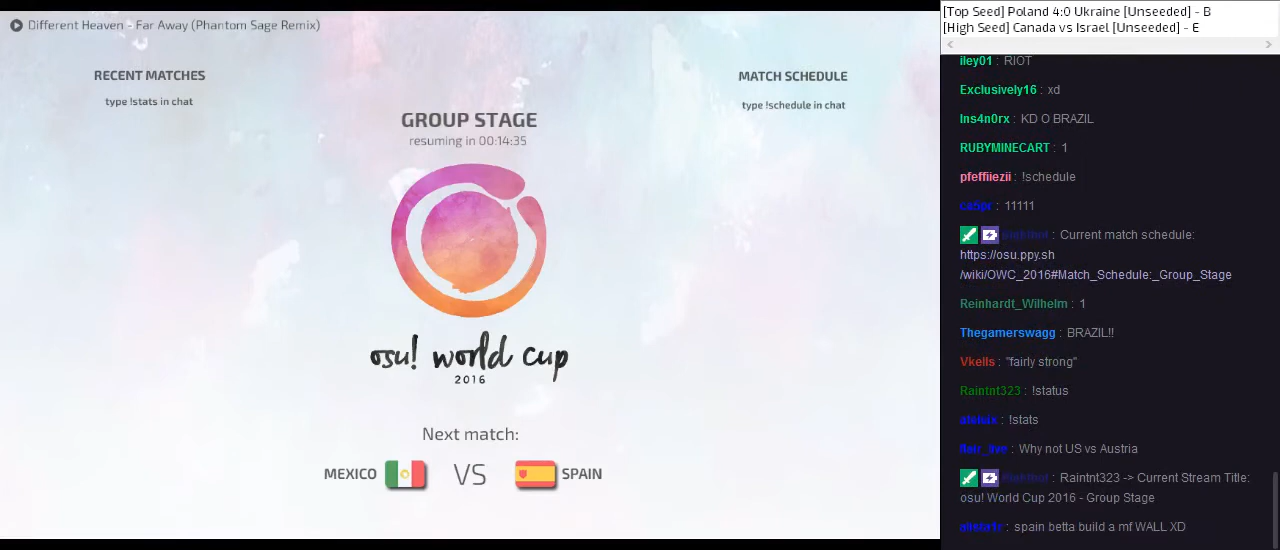 Different Heaven - Far Away (Phantom Sage Remix)
RECENT MATCHES
type !stats in chat
MATCH SCHEDULE
type !schedule in chat
GROUP STAGE
resuming in 00:14:35
osu! world cup
2016
Next match:
MEXICO VS SPAIN
[Top Seed] Poland 4:0 Ukraine [Unseeded] - B
[High Seed] Canada vs Israel [Unseeded] - E
iley01 : RIOT
Exclusively16 : xd
Ins4n0rx : KD O BRAZIL
RUBYMINECART : 1
pfeffiiezii : !schedule
: 11111
: Current match schedule:
https://osu.ppy.sh
/wiki/OWC_2016#Match_Schedule:_Group_Stage
Reinhardt_Wilhelm : 1
Thegamerswagg : BRAZIL!!
Vkells : "fairly strong"
Raintnt323 : !status
: !stats
: Why not US vs Austria
: Raintnt323 -> Current Stream Title:
osu! World Cup 2016 - Group Stage
: spain betta build a mf WALL XD